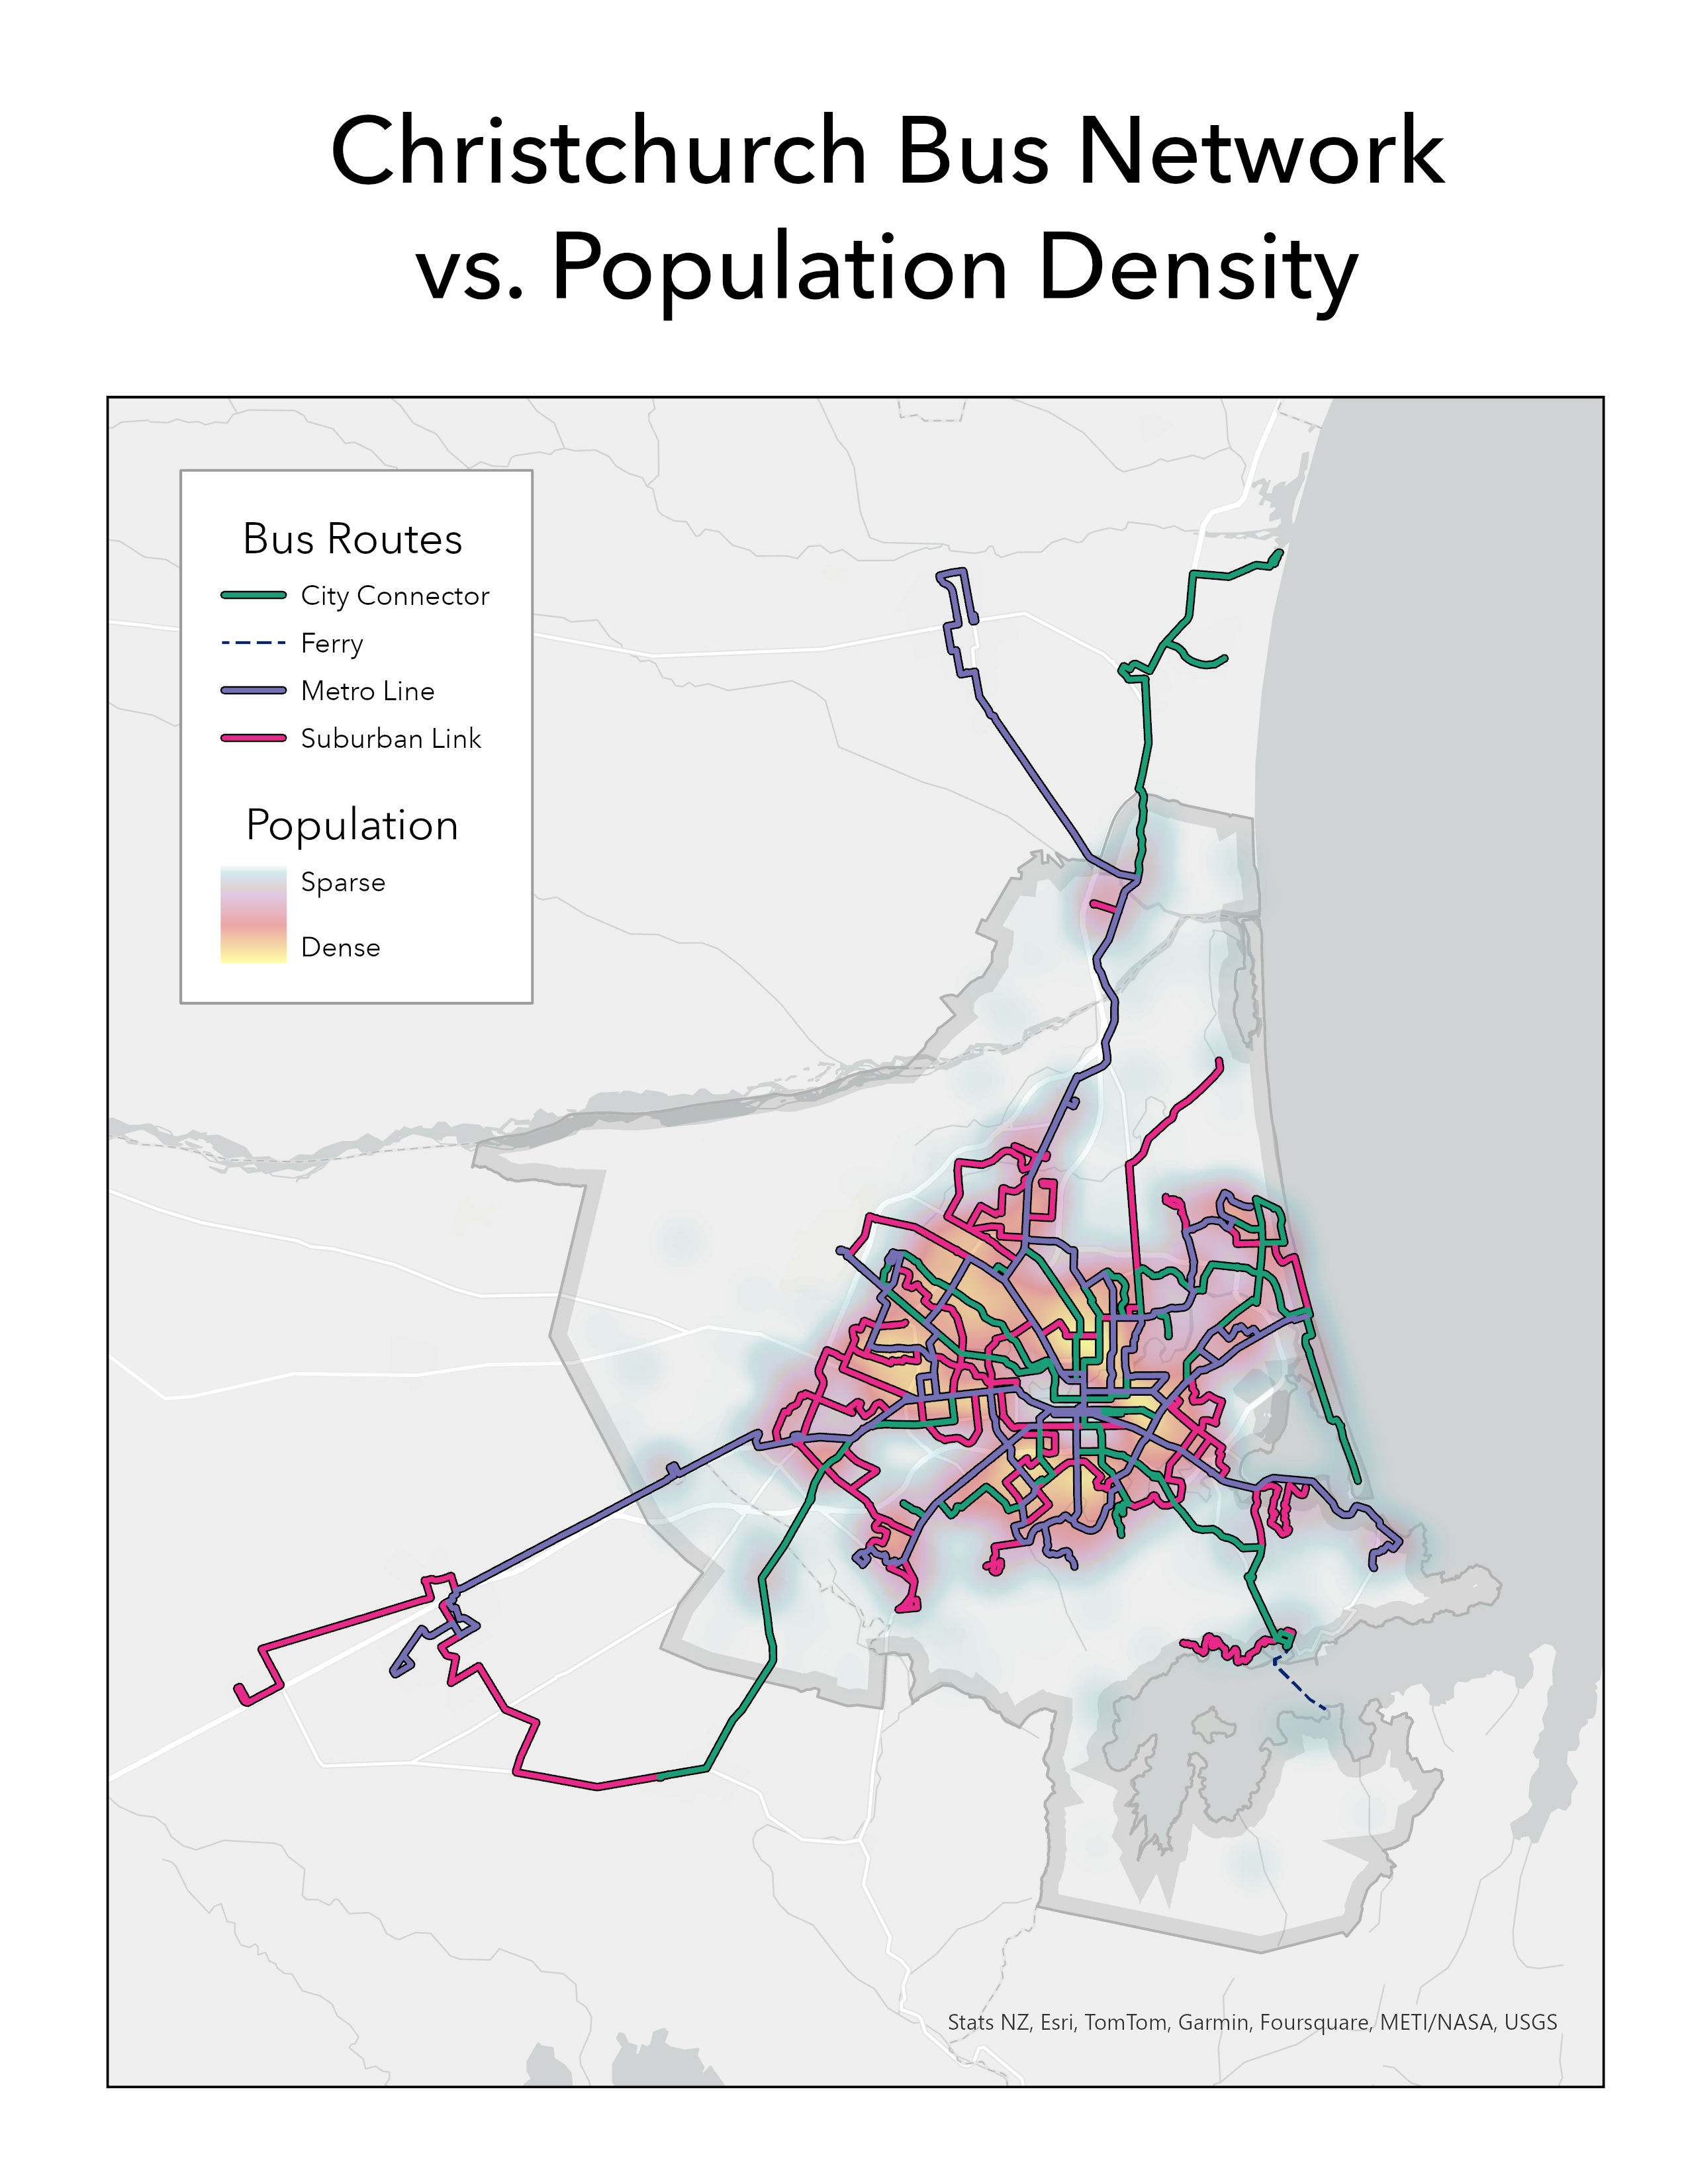 Christchurch Bus Network
vs. Population Density
Bus Routes
City Connector
Ferry
Metro Line
Suburban Link
Population
Sparse
Dense
Stats NZ, Esri, TomTom, Garmin, Foursquare, METI/NASA, USGS